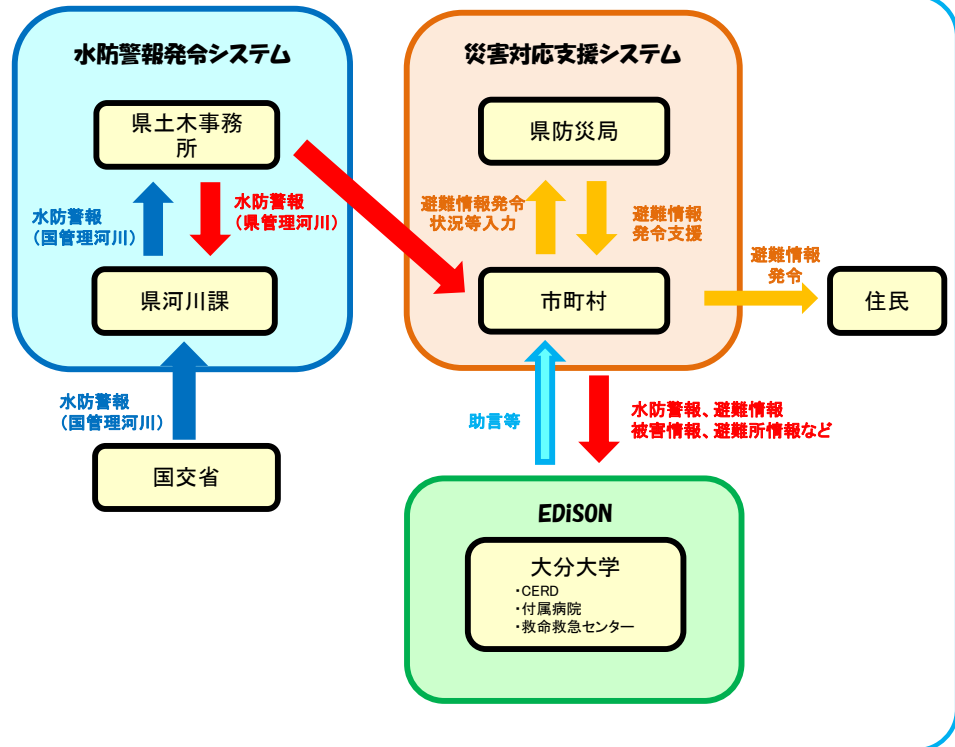 水防警報発令システム
県土木事務
所
水防警報
（国管理河川）
水防警報
（県管理河川）
県河川課
水防警報
（国管理河川）
国交省
災害対応支援システム
県防災局
避難情報発令
状況等入力
避難情報
発令支援
市町村
避難情報
発令
住民
助言等
水防警報、避難情報
被害情報、避難所情報など
EDiSON
大分大学
・CERD
・付属病院
・救命救急センター